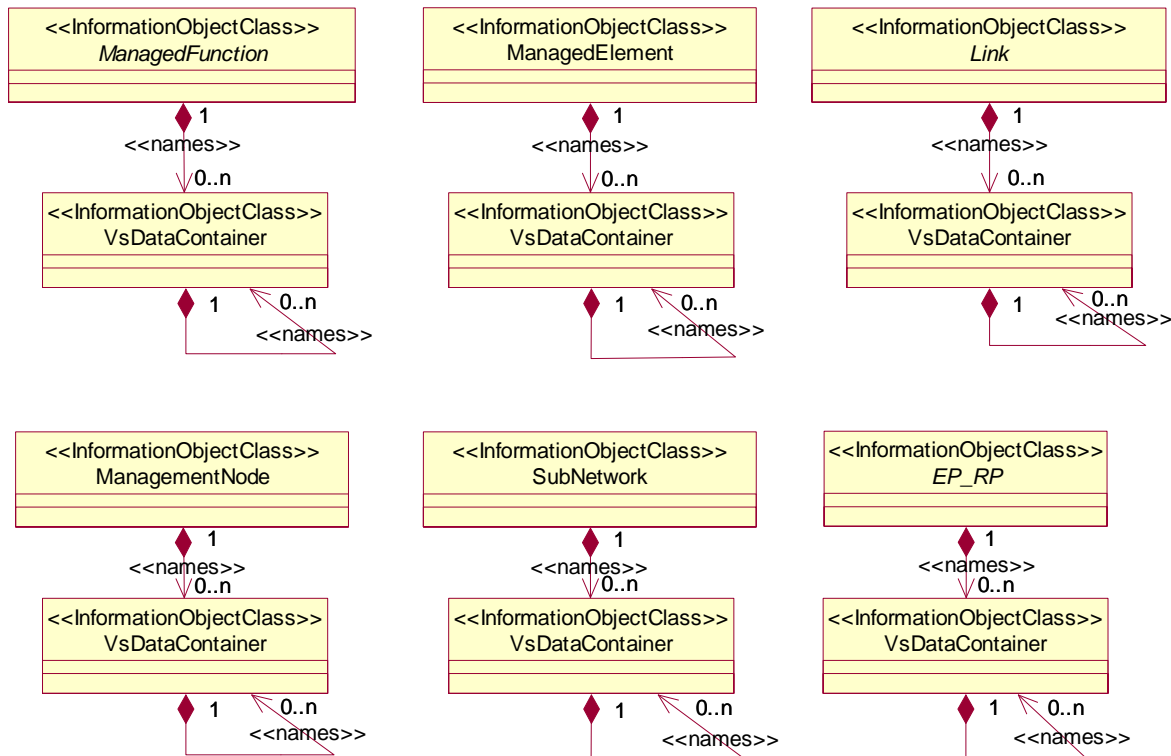 <<InformationObjectClass>>
ManagedFunction
1
<<names>>
0..n
<<InformationObjectClass>>
VsDataContainer
1
0..n
<<names>>
<<InformationObjectClass>>
ManagedElement
1
<<names>>
0..n
<<InformationObjectClass>>
VsDataContainer
1
0..n
<<names>>
<<InformationObjectClass>>
Link
1
<<names>>
0..n
<<InformationObjectClass>>
VsDataContainer
1
0..n
<<names>>
<<InformationObjectClass>>
ManagementNode
1
<<names>>
0..n
<<InformationObjectClass>>
VsDataContainer
1
0..n
<<names>>
<<InformationObjectClass>>
SubNetwork
1
<<names>>
0..n
<<InformationObjectClass>>
VsDataContainer
1
0..n
<<names>>
<<InformationObjectClass>>
EP_RP
1
<<names>>
0..n
<<InformationObjectClass>>
VsDataContainer
1
0..n
<<names>>